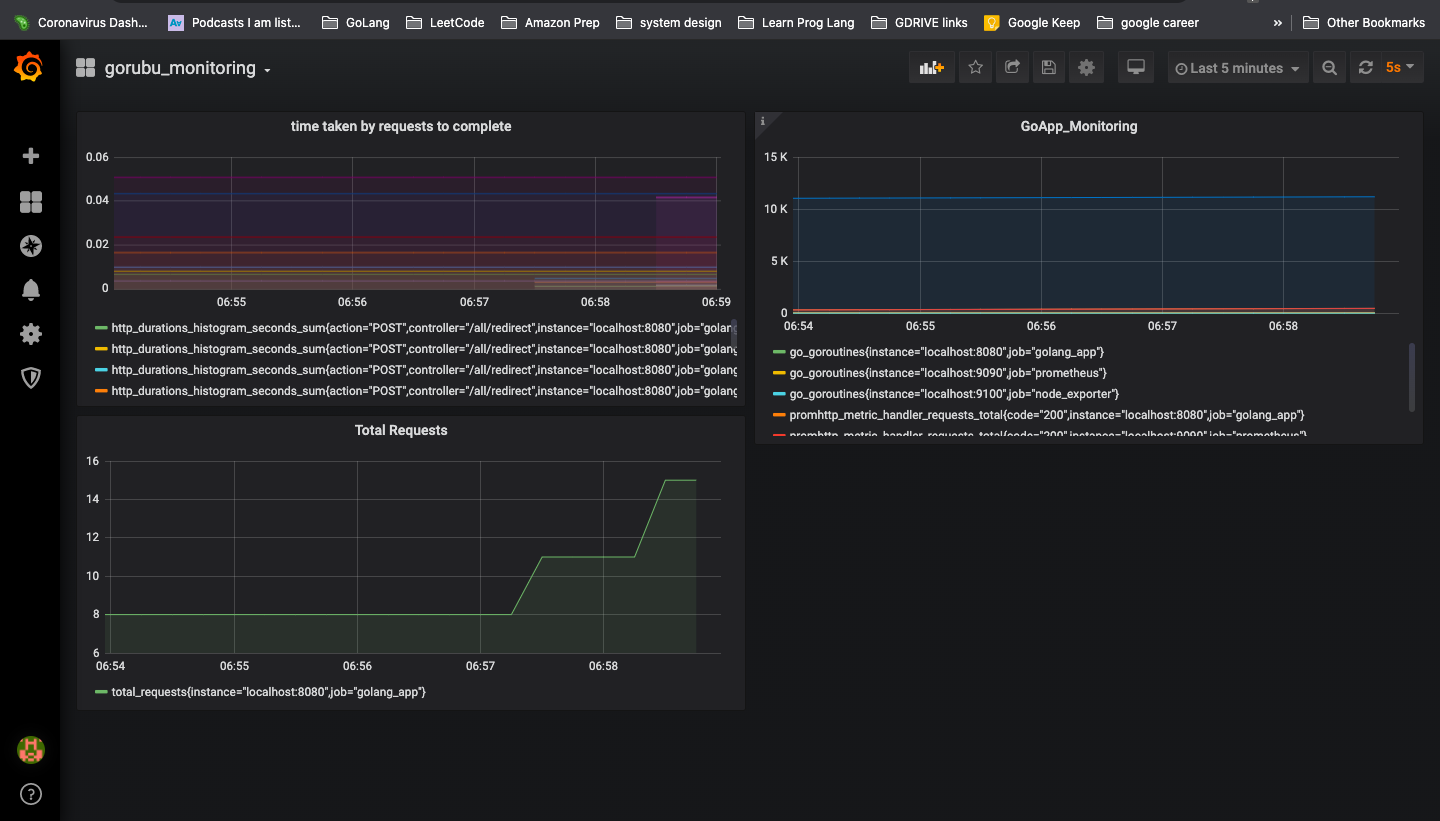 Coronavirus Dash... Podcasts I am list... GoLang LeetCode Amazon Prep system design Learn Prog Lang GDRIVE links Google Keep google career » Other Bookmarks
gorubu_monitoring Last 5 minutes 5s
time taken by requests to complete
0.06
0.04
0.02
0
06:55 06:56 06:57 06:58 06:59
http_durations_histogram_seconds_sum{action="POST",controller="/all/redirect",instance="localhost:8080",job="golang
http_durations_histogram_seconds_sum{action="POST",controller="/all/redirect",instance="localhost:8080",job="golang
http_durations_histogram_seconds_sum{action="POST",controller="/all/redirect",instance="localhost:8080",job="golang
http_durations_histogram_seconds_sum{action="POST",controller="/all/redirect",instance="localhost:8080",job="golang
i
GoApp_Monitoring
15 K
10 K
5 K
0
06:54 06:55 06:56 06:57 06:58
go_goroutines{instance="localhost:8080",job="golang_app"}
go_goroutines{instance="localhost:9090",job="prometheus"}
go_goroutines{instance="localhost:9100",job="node_exporter"}
promhttp_metric_handler_requests_total{code="200",instance="localhost:8080",job="golang_app"}
promhttp_metric_handler_requests_total{code="200",instance="localhost:9090",job="prometheus"}
Total Requests
16
14
12
10
8
6
06:54 06:55 06:56 06:57 06:58
total_requests{instance="localhost:8080",job="golang_app"}